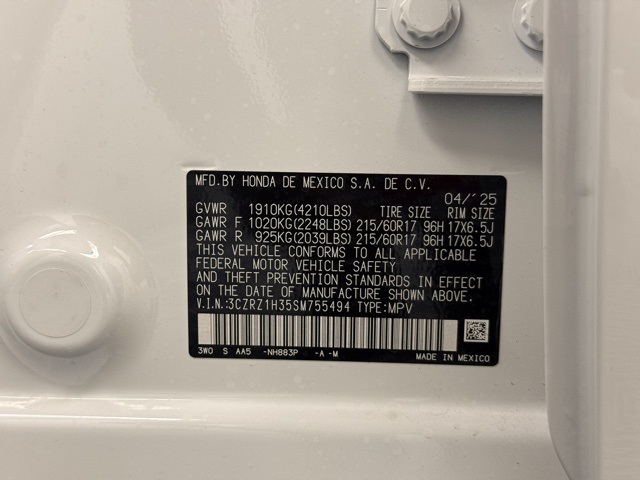 MFD.BY HONDA DE MEXICO S.A. DE C.V.
04/'25
GVWR 1910KG(4210LBS) TIRE SIZE RIM SIZE
GAWR F 1020KG(2248LBS) 215/60R17 96H 17X6.5J
GAWR R 925KG(2039LBS) 215/60R17 96H 17X6.5J
THIS VEHICLE CONFORMS TO ALL APPLICABLE
FEDERAL MOTOR VEHICLE SAFETY
AND THEFT PREVENTION STANDARDS IN EFFECT
ON THE DATE OF MANUFACTURE SHOWN ABOVE.
V.I.N.:3CZRZ1H35SM755494 TYPE:MPV
3W0 S AA5 -NH883P -A -M
MADE IN MEXICO